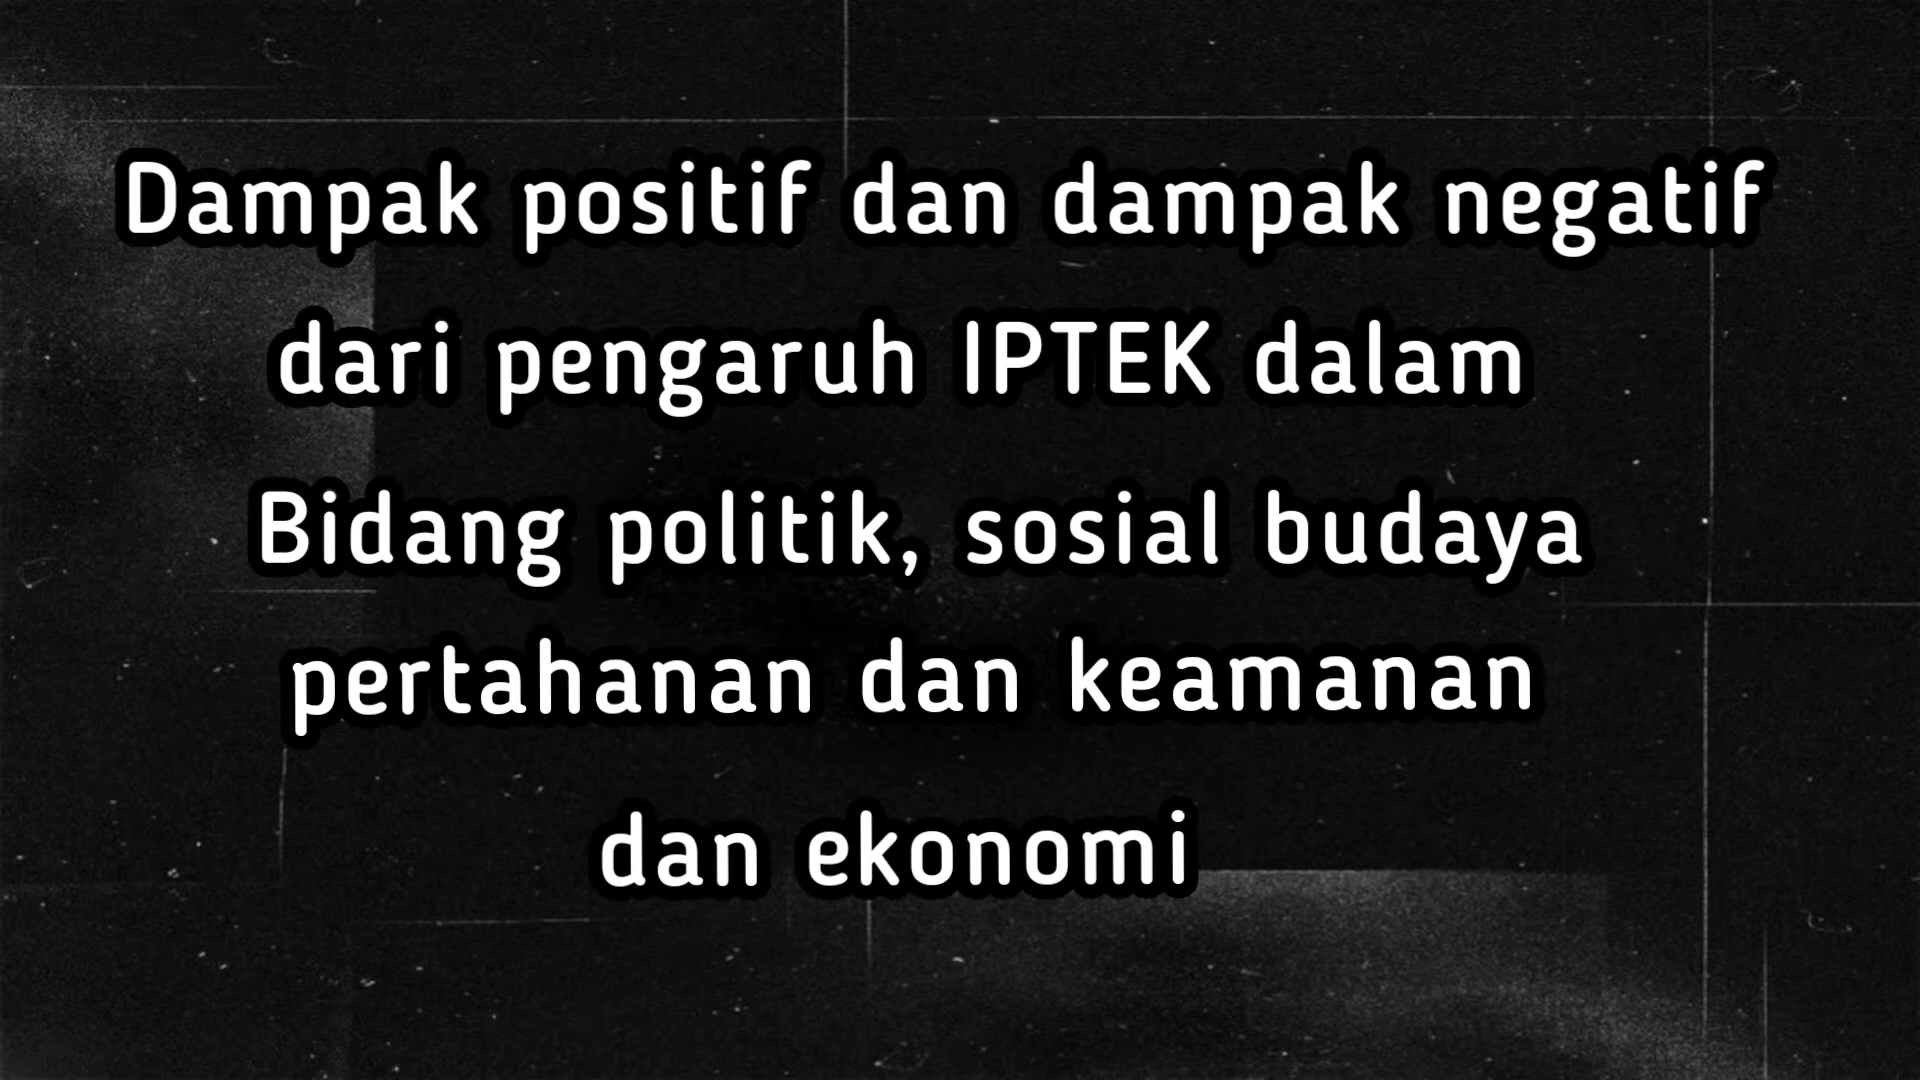 Dampak positif dan dampak negatif
dari pengaruh IPTEK dalam
Bidang politik, sosial budaya
pertahanan dan keamanan
dan ekonomi